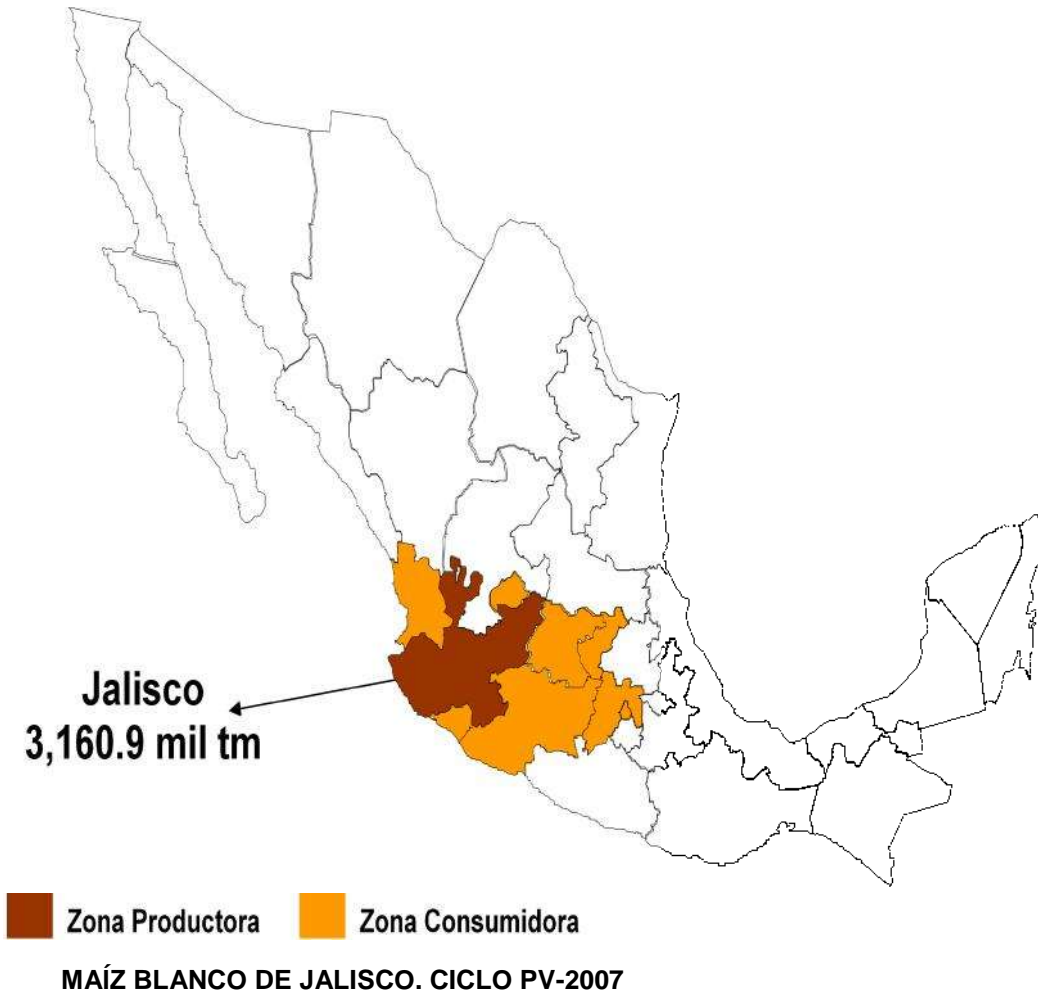 Jalisco
3,160.9 mil tm
Zona Productora
Zona Consumidora
MAÍZ BLANCO DE JALISCO. CICLO PV-2007